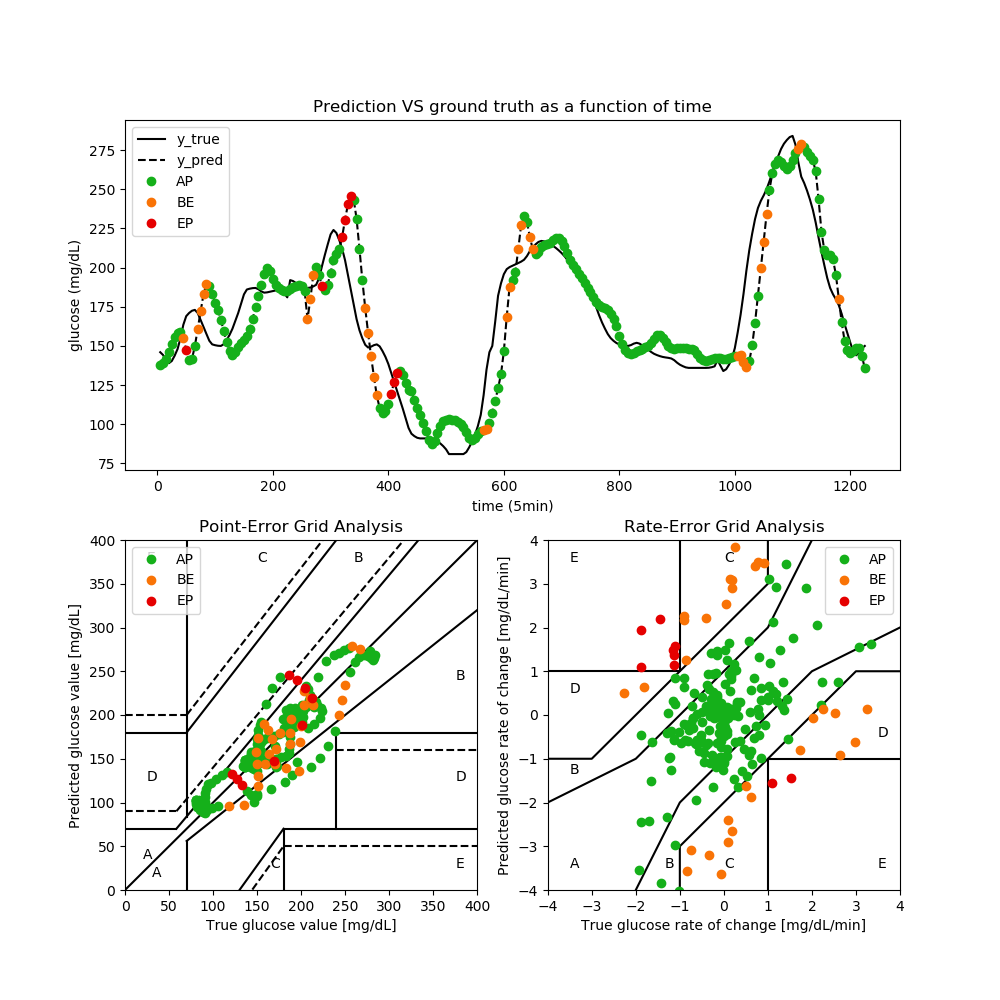 Prediction VS ground truth as a function of time
glucose (mg/dL)
275
250
225
200
175
150
125
100
75
y_true
y_pred
AP
BE
EP
0 200 400 600 800 1000 1200
time (5min)
Point-Error Grid Analysis
Predicted glucose value [mg/dL]
400
350
300
250
200
150
100
50
0
AP
BE
EP
C
B
B
D
D
A
A
C
E
0 50 100 150 200 250 300 350 400
True glucose value [mg/dL]
Rate-Error Grid Analysis
Predicted glucose rate of change [mg/dL/min]
4
3
2
1
0
−1
−2
−3
−4
E
C
AP
BE
EP
D
D
B
A
B
C
E
−4 −3 −2 −1 0 1 2 3 4
True glucose rate of change [mg/dL/min]